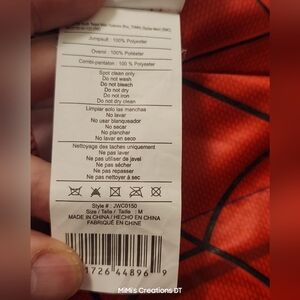 Jumpsuit : 100% Polyester
Overol : 100% Poliéster
Combi-pantalon : 100% Polyester
Spot clean only
Do not wash
Do not bleach
Do not dry
Do not iron
Do not dry clean
Limpiar solo las manchas
No lavar
No usar blanqueador
No secar
No planchar
No lavar en seco
Nettoyage des taches uniquement
Ne pas laver
Ne pas utiliser de javel
Ne pas sécher
Ne pas repasser
Ne pas nettoyer à sec
Style # : JWC0150
Size / Talla / Taille : M
MADE IN CHINA / HECHO EN CHINA
FABRIQUÉ EN CHINE
1726 44896 9
MiMi's Creations DT